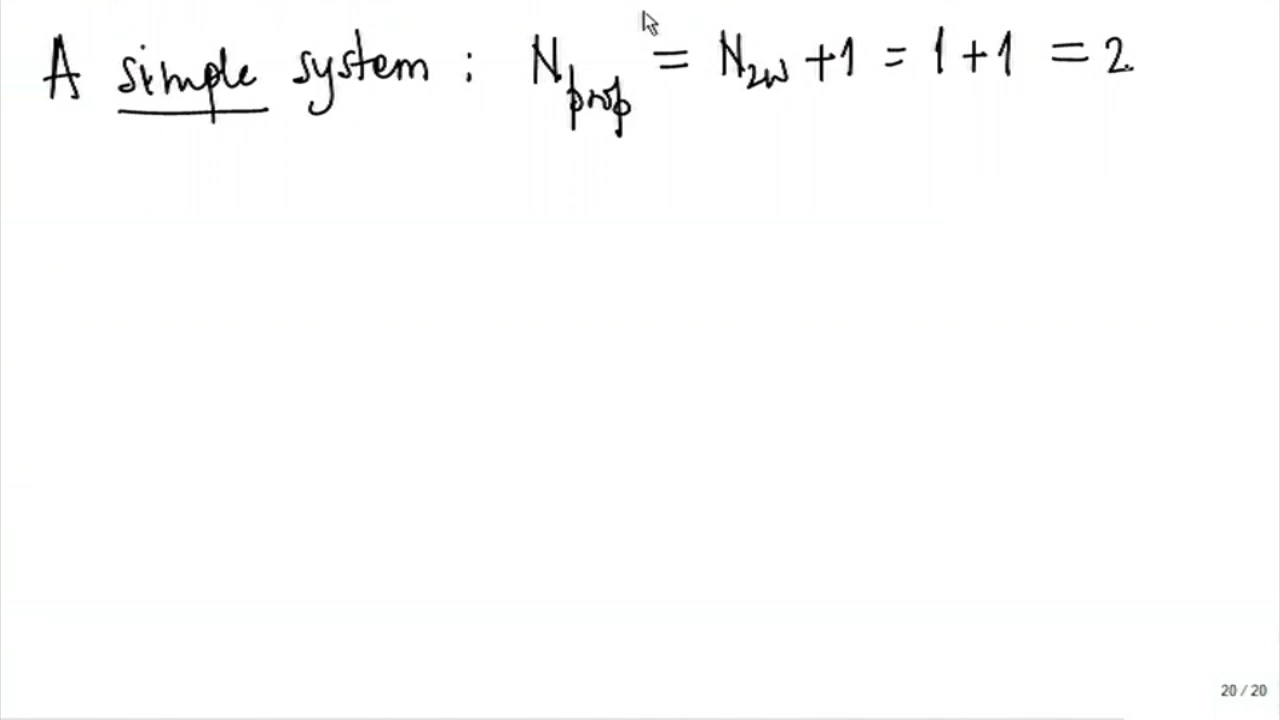 A simple system : N_prop = N_2W + 1 = 1 + 1 = 2.
20 / 20